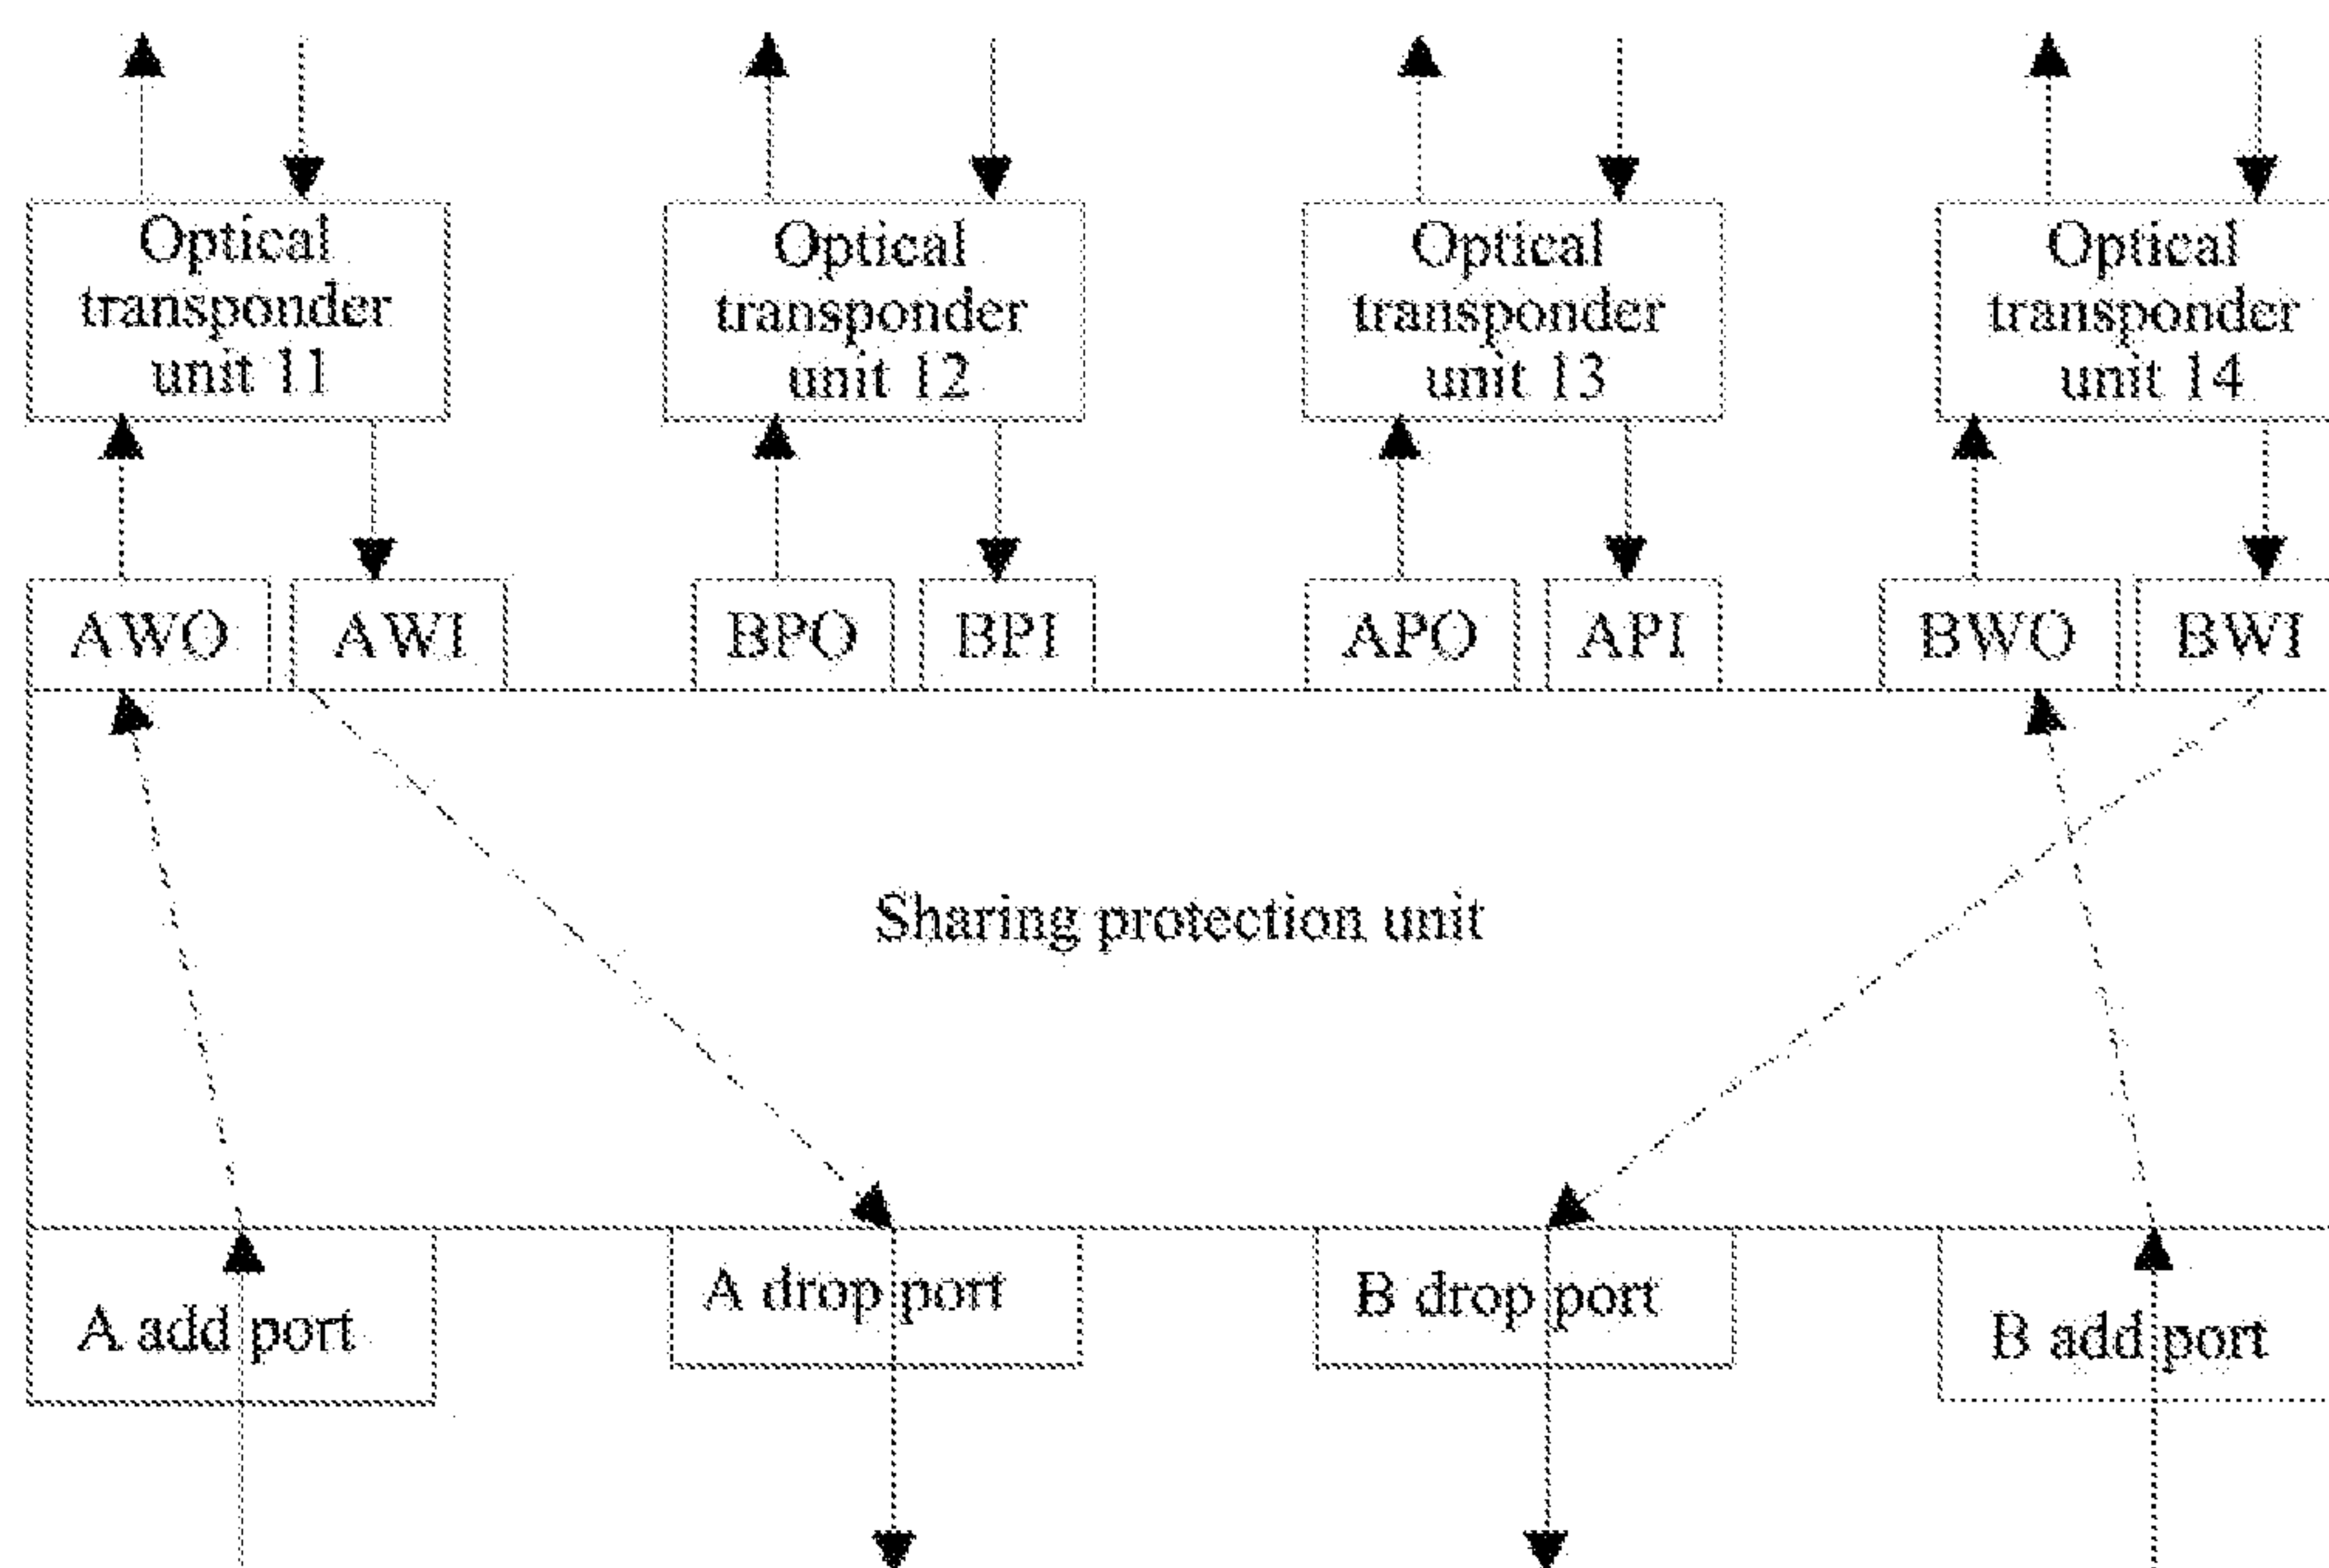 Optical
transponder
unit 11
Optical
transponder
unit 12
Optical
transponder
unit 13
Optical
transponder
unit 14
AWO
AWI
BPO
BPI
APO
API
BWO
BWI
Sharing protection unit
A add port
A drop port
B drop port
B add port